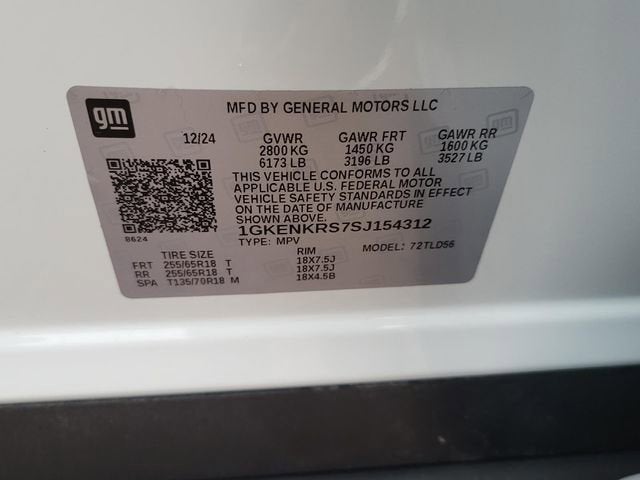 gm
MFD BY GENERAL MOTORS LLC
12/24 GVWR GAWR FRT GAWR RR
2800 KG 1450 KG 1600 KG
6173 LB 3196 LB 3527 LB
THIS VEHICLE CONFORMS TO ALL
APPLICABLE U.S. FEDERAL MOTOR
VEHICLE SAFETY STANDARDS IN EFFECT
ON THE DATE OF MANUFACTURE
SHOWN ABOVE.
1GKENKRS7SJ154312
8624
TYPE: MPV MODEL: 72TLD56
TIRE SIZE RIM
FRT 255/65R18 T 18X7.5J
RR 255/65R18 T 18X7.5J
SPA T135/70R18 M 18X4.5B